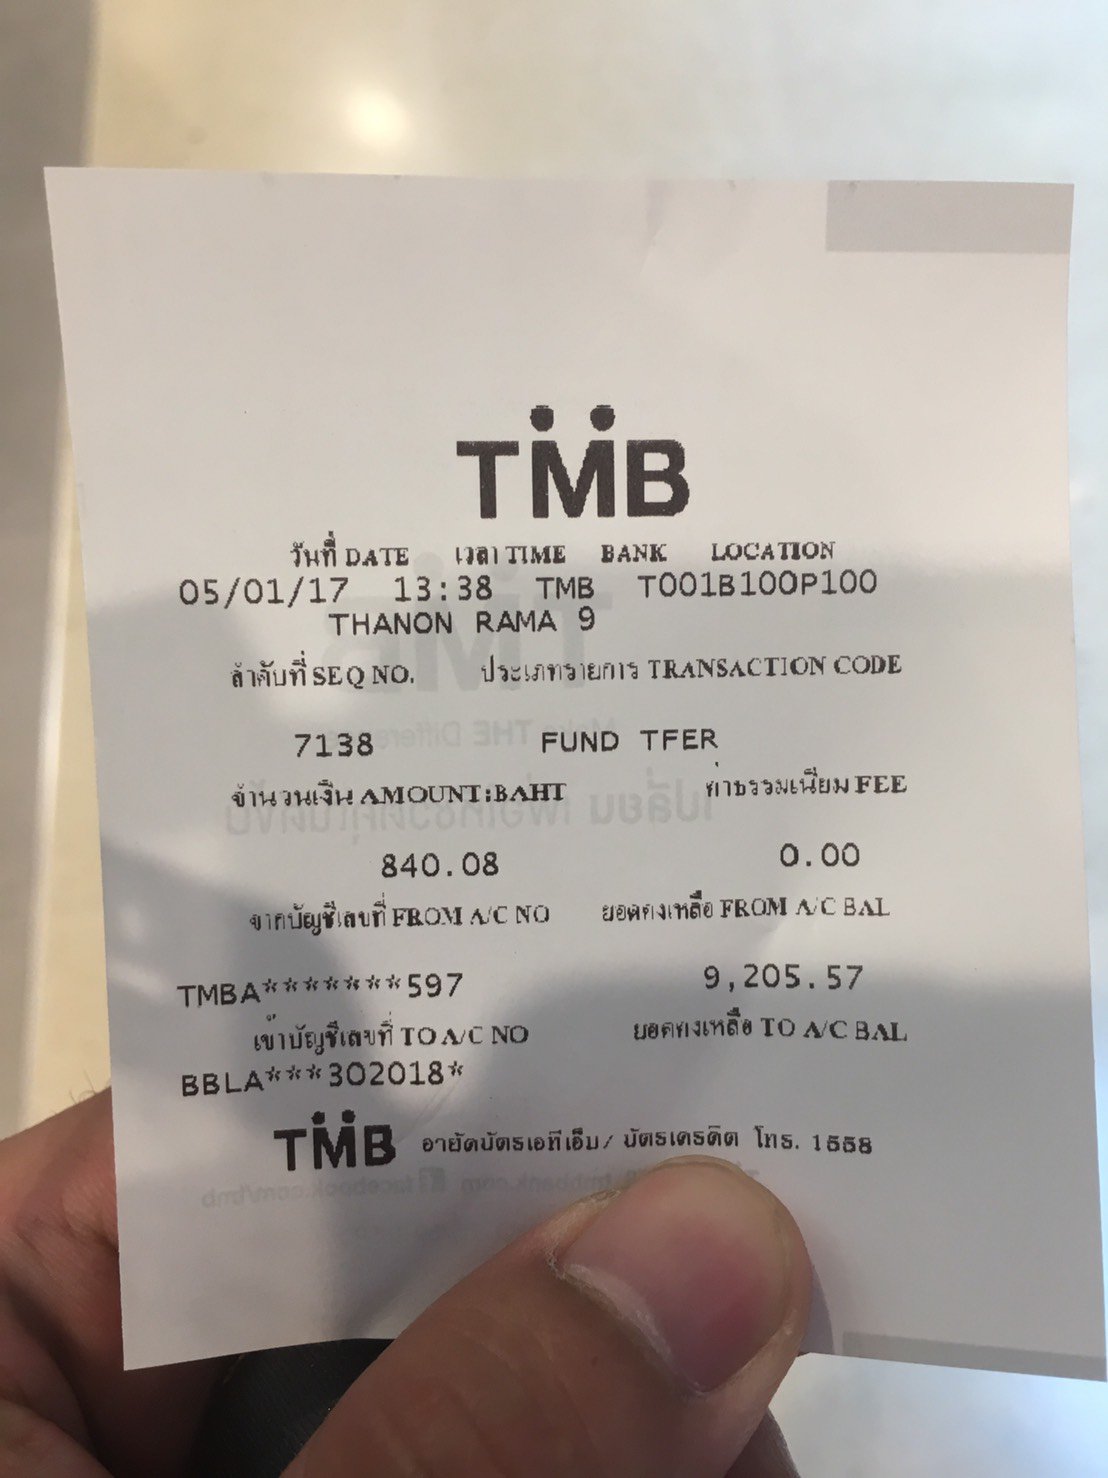 TMB
วันที่ DATE เวลา TIME BANK LOCATION
05/01/17 13:38 TMB T001B100P100
THANON RAMA 9
ลำดับที่ SEQ NO. ประเภทรายการ TRANSACTION CODE
7138 FUND TFER
จำนวนเงิน AMOUNT:BAHT ค่าธรรมเนียม FEE
840.08 0.00
จากบัญชีเลขที่ FROM A/C NO ยอดคงเหลือ FROM A/C BAL
TMBA*******597 9,205.57
เข้าบัญชีเลขที่ TO A/C NO ยอดคงเหลือ TO A/C BAL
BBLA***302018*
TMB อายัดบัตรเอทีเอ็ม/ บัตรเครดิต โทร. 1558